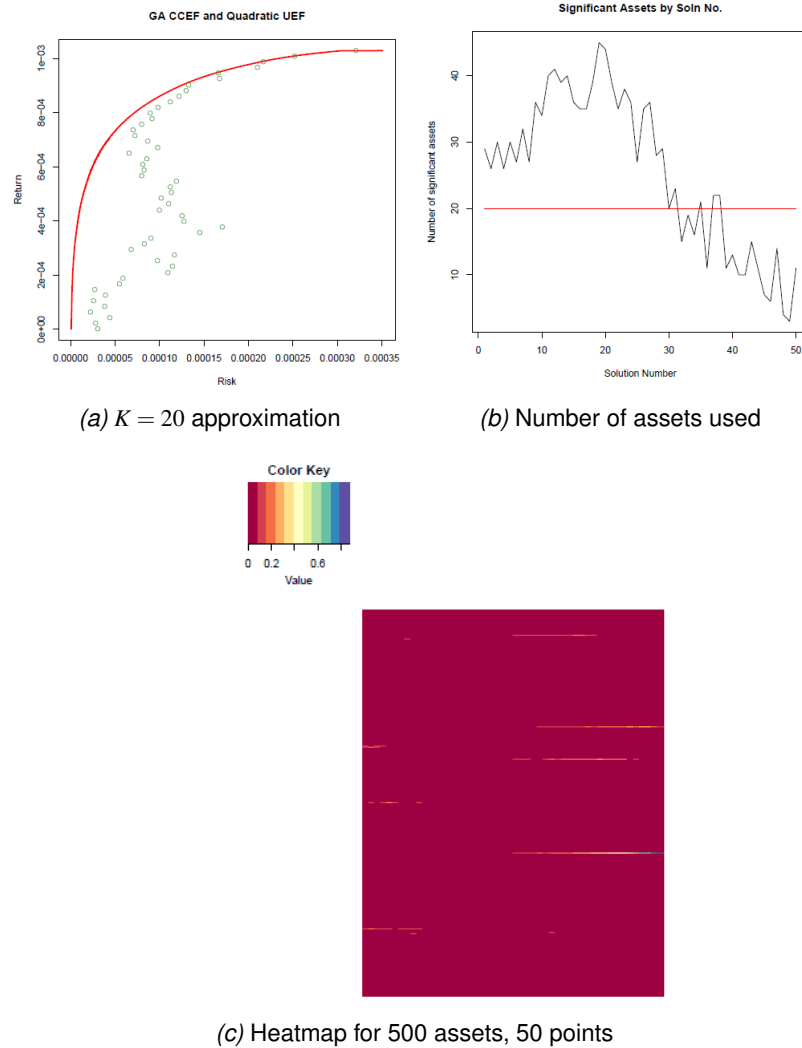 GA CCEF and Quadratic UEF
Return
0e+00 2e-04 4e-04 6e-04 8e-04 1e-03
0.00000 0.00005 0.00010 0.00015 0.00020 0.00025 0.00030 0.00035
Risk
(a) K = 20 approximation
Significant Assets by Soln No.
Number of significant assets
10 20 30 40
0 10 20 30 40 50
Solution Number
(b) Number of assets used
Color Key
0 0.2 0.6
Value
(c) Heatmap for 500 assets, 50 points